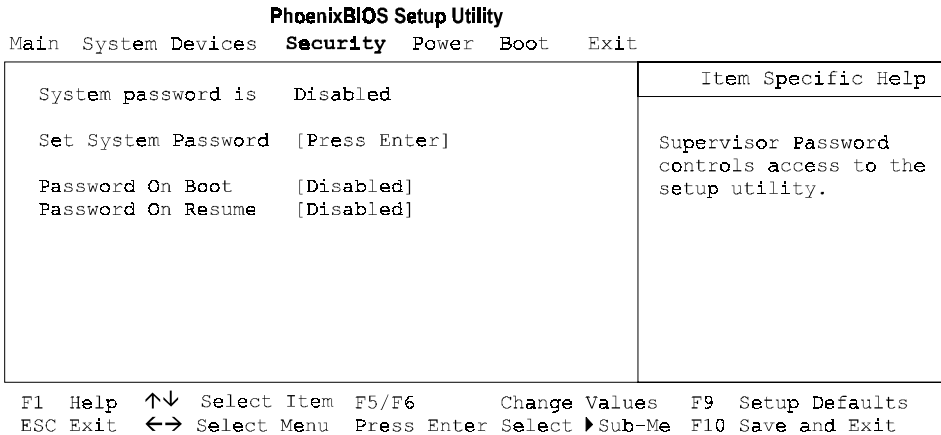 PhoenixBIOS Setup Utility
Main System Devices Security Power Boot Exit
System password is Disabled
Set System Password [Press Enter]
Password On Boot [Disabled]
Password On Resume [Disabled]
Item Specific Help
Supervisor Password
controls access to the
setup utility.
F1 Help ↑↓ Select Item F5/F6 Change Values F9 Setup Defaults
ESC Exit ←→ Select Menu Press Enter Select ▶Sub-Me F10 Save and Exit